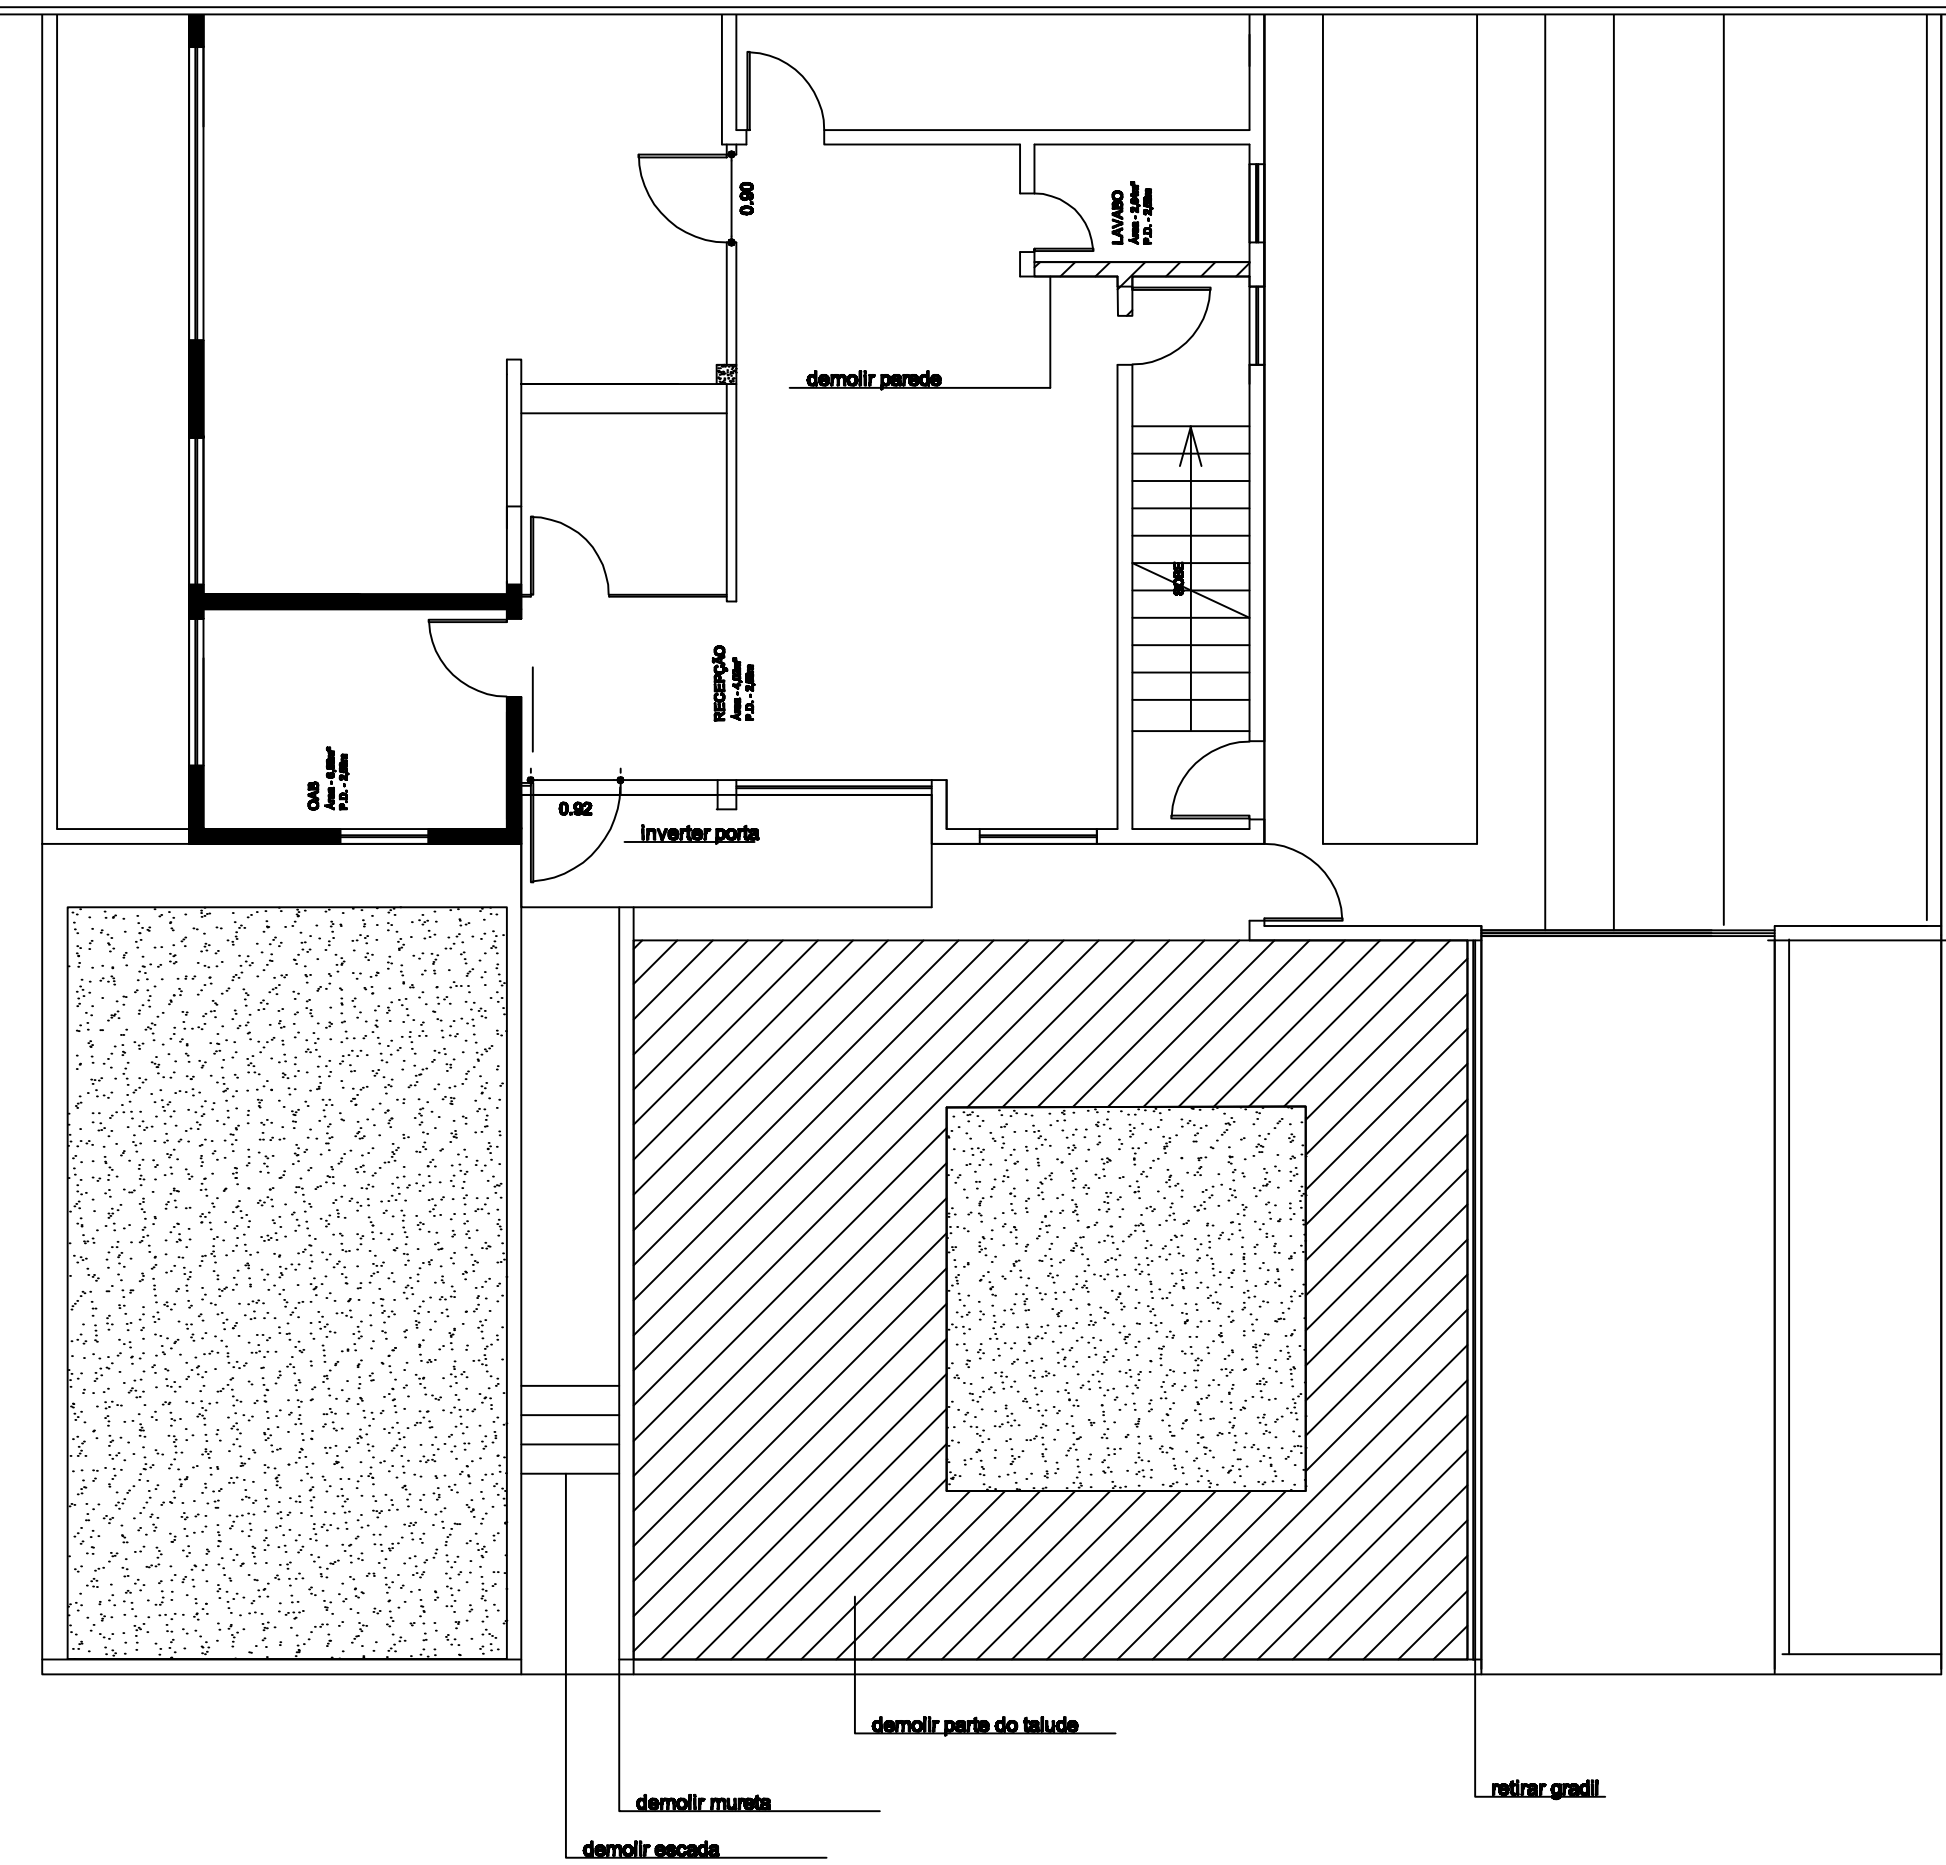 0.90
LAVABO
P.D. -
demolir parede
SOBE
RECEPÇÃO
P.D. -
OAB
P.D. -
0.92
inverter porta
demolir parte do talude
retirar gradil
demolir mureta
demolir escada